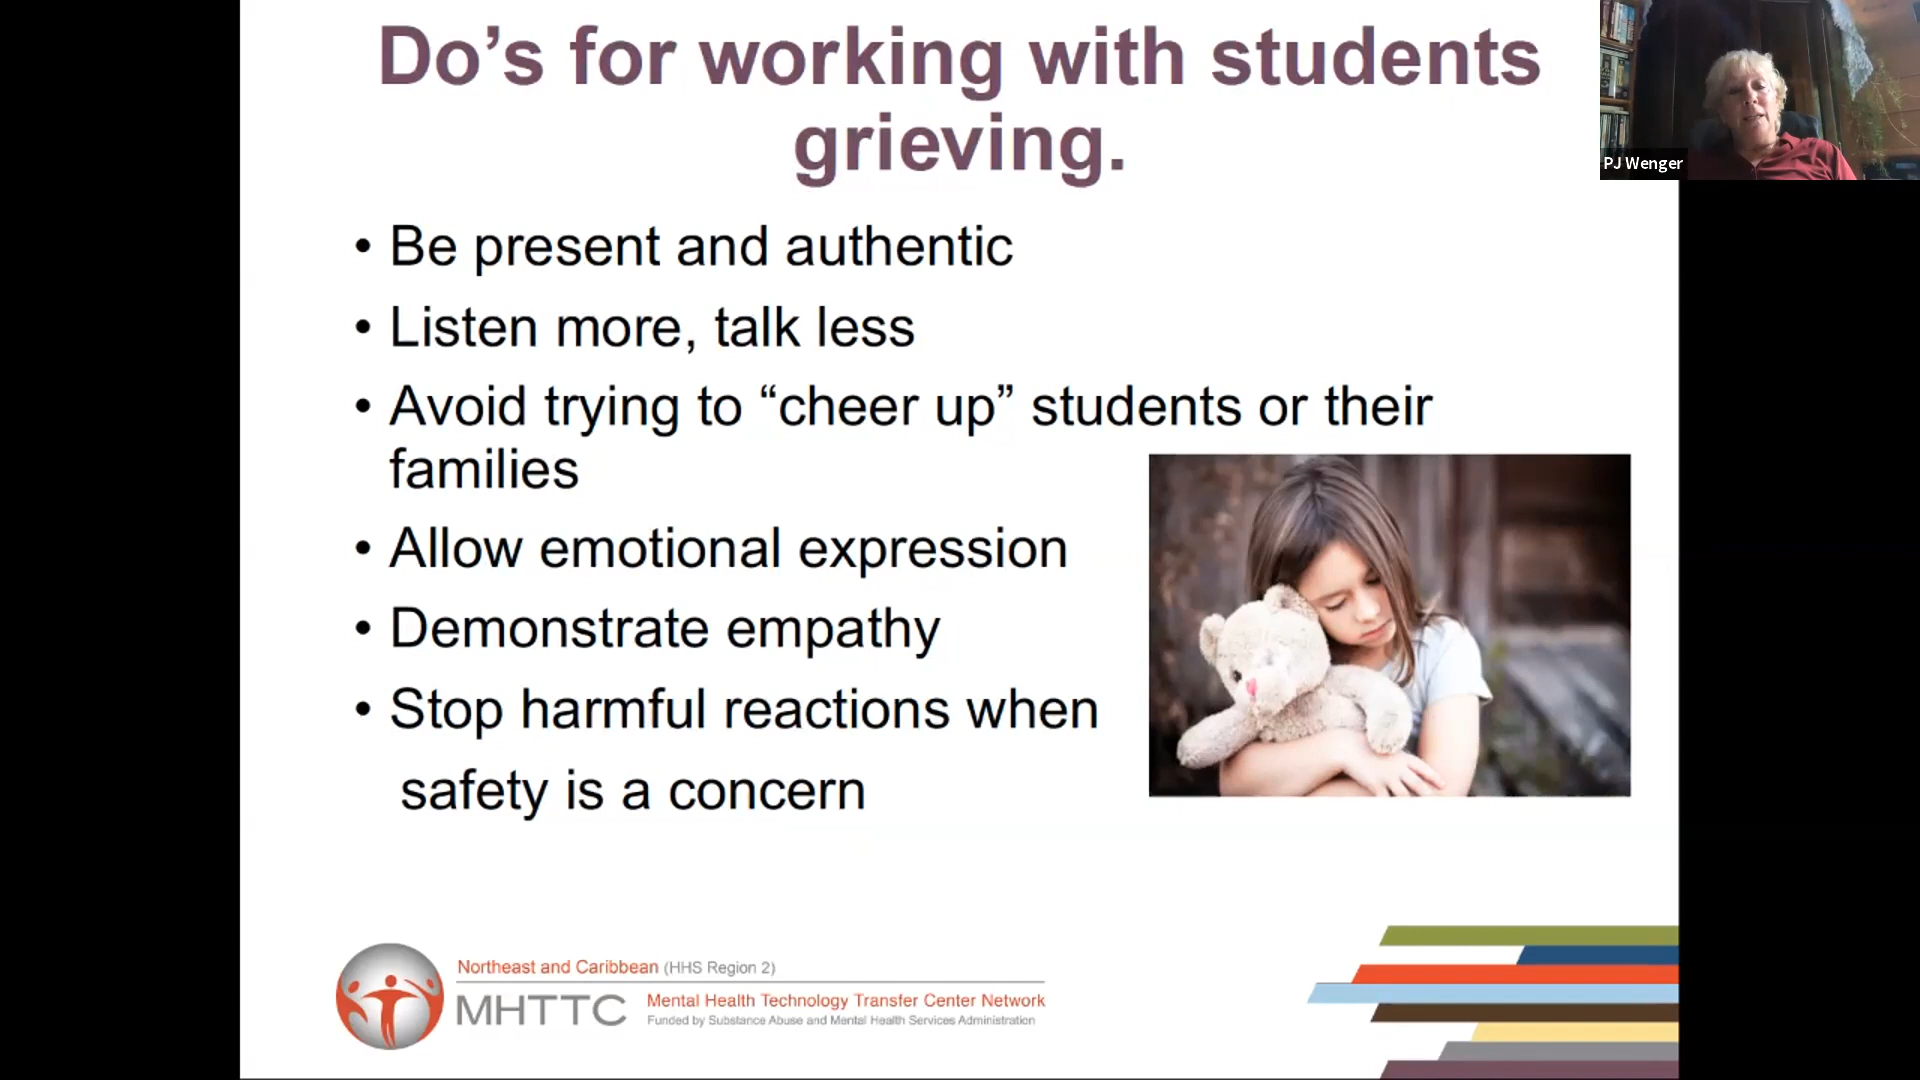 Do’s for working with students
grieving.
PJ Wenger
• Be present and authentic
• Listen more, talk less
• Avoid trying to “cheer up” students or their
families
• Allow emotional expression
• Demonstrate empathy
• Stop harmful reactions when
safety is a concern
Northeast and Caribbean (HHS Region 2)
MHTTC
Mental Health Technology Transfer Center Network
Funded by Substance Abuse and Mental Health Services Administration